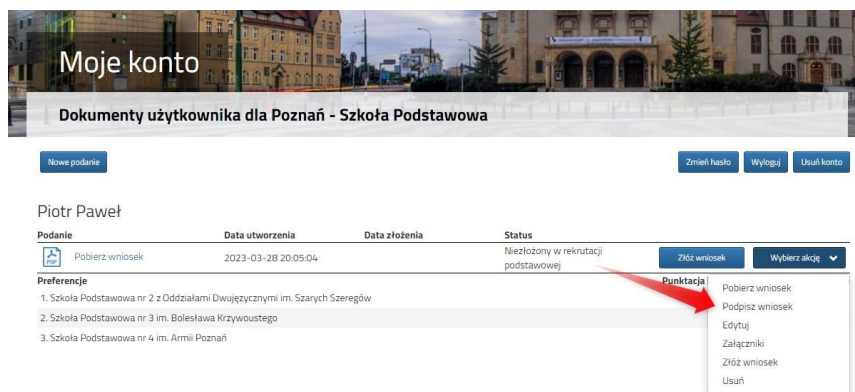 Moje konto
Dokumenty użytkownika dla Poznań - Szkoła Podstawowa
Nowe podanie
Zmień hasło
Wyloguj
Usuń konto
Piotr Paweł
Podanie Data utworzenia Data złożenia Status
PDF Pobierz wniosek 2023-03-28 20:05:04 Niezłożony w rekrutacji
podstawowej
Złóż wniosek
Wybierz akcję
Preferencje Punktacja
1. Szkoła Podstawowa nr 2 z Oddziałami Dwujęzycznymi im. Szarych Szeregów
2. Szkoła Podstawowa nr 3 im. Bolesława Krzywoustego
3. Szkoła Podstawowa nr 4 im. Armii Poznań
Pobierz wniosek
Podpisz wniosek
Edytuj
Załączniki
Złóż wniosek
Usuń